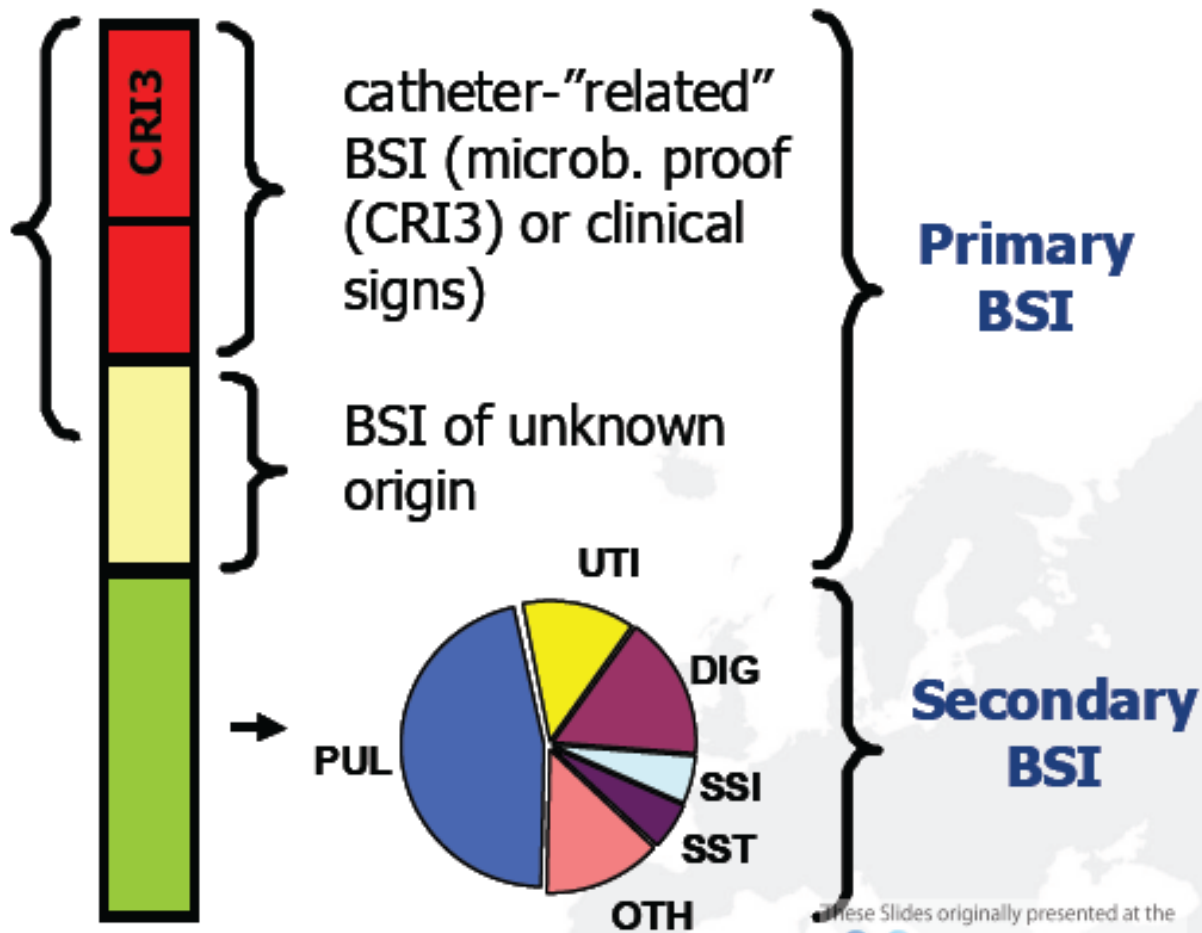 CRI3
catheter-”related”
BSI (microb. proof
(CRI3) or clinical
signs)
Primary
BSI
BSI of unknown
origin
UTI
DIG
PUL
SSI
SST
OTH
Secondary
BSI
These Slides originally presented at the